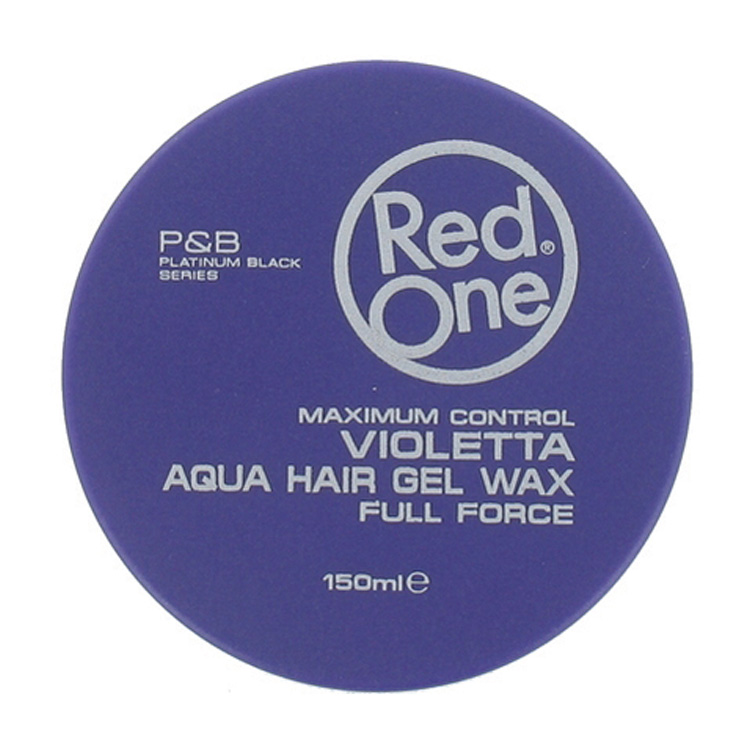 Red®
One
P&B
PLATINUM BLACK
SERIES
MAXIMUM CONTROL
VIOLETTA
AQUA HAIR GEL WAX
FULL FORCE
150ml℮